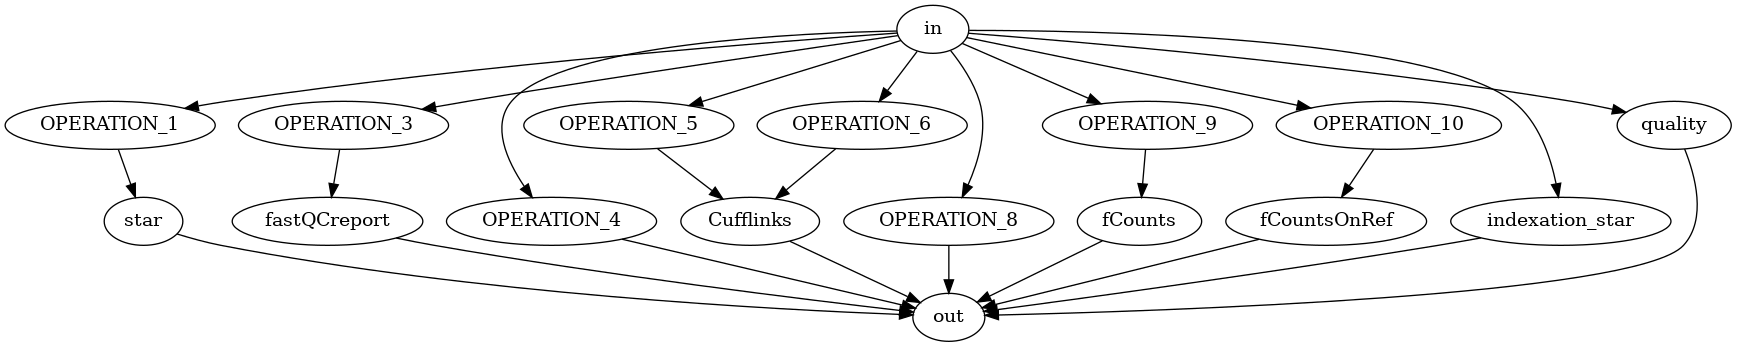 in
OPERATION_1
OPERATION_3
OPERATION_5
OPERATION_6
OPERATION_9
OPERATION_10
quality
star
fastQCreport
OPERATION_4
Cufflinks
OPERATION_8
fCounts
fCountsOnRef
indexation_star
out